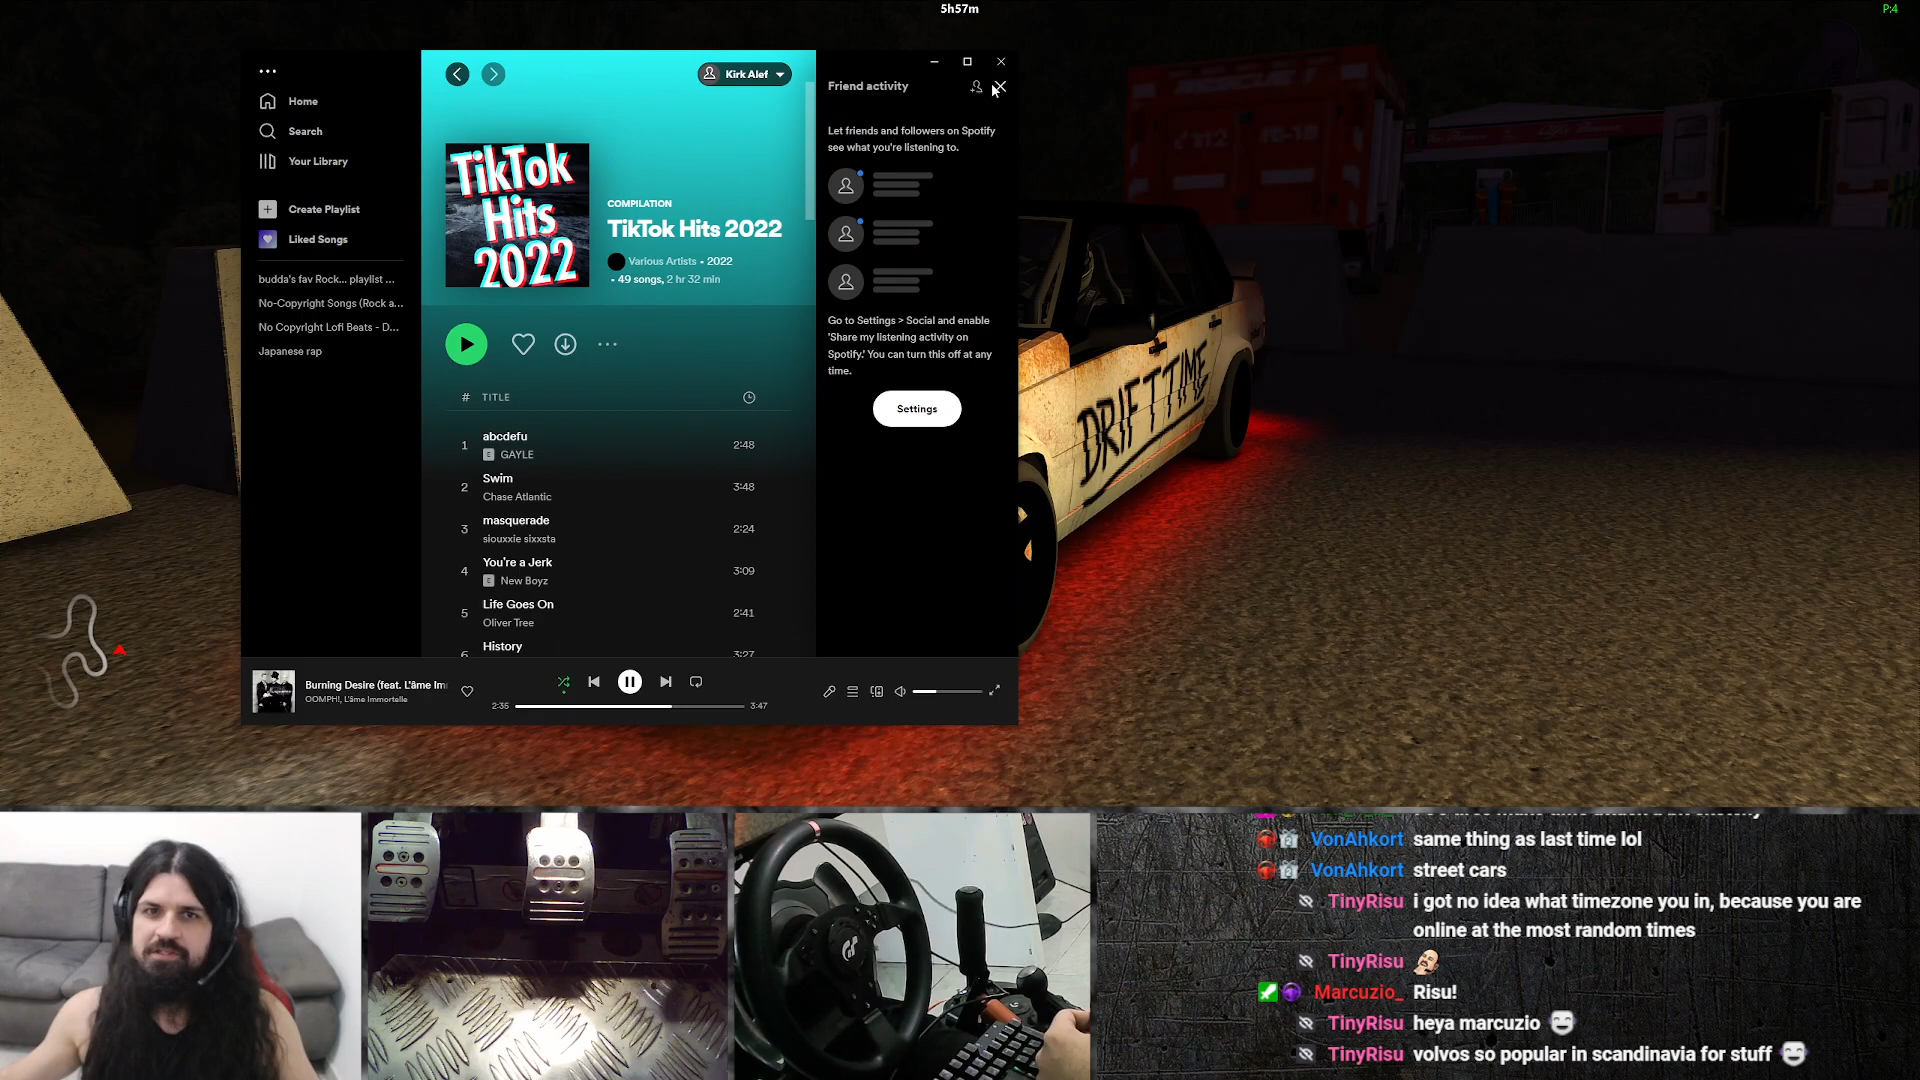 5h57m
P:4
Home
Search
Your Library
Create Playlist
Liked Songs
budda's fav Rock... playlist ...
No-Copyright Songs (Rock a...
No Copyright Lofi Beats - D...
Japanese rap
Kirk Alef
TikTok
Hits
2022
COMPILATION
TikTok Hits 2022
Various Artists • 2022
• 49 songs, 2 hr 32 min
# TITLE
1 abcdefu 2:48
E GAYLE
2 Swim 3:48
Chase Atlantic
3 masquerade 2:24
siouxxie sixxsta
4 You're a Jerk 3:09
E New Boyz
5 Life Goes On 2:41
Oliver Tree
6 History 3:27
Friend activity
Let friends and followers on Spotify
see what you're listening to.
Go to Settings > Social and enable
'Share my listening activity on
Spotify.' You can turn this off at any
time.
Settings
Burning Desire (feat. L'âme Im
OOMPH!, L'âme Immortelle
2:35
3:47
112
DRIFTTIME
VonAhkort same thing as last time lol
VonAhkort street cars
TinyRisu i got no idea what timezone you in, because you are
online at the most random times
TinyRisu
Marcuzio_ Risu!
TinyRisu heya marcuzio
TinyRisu volvos so popular in scandinavia for stuff